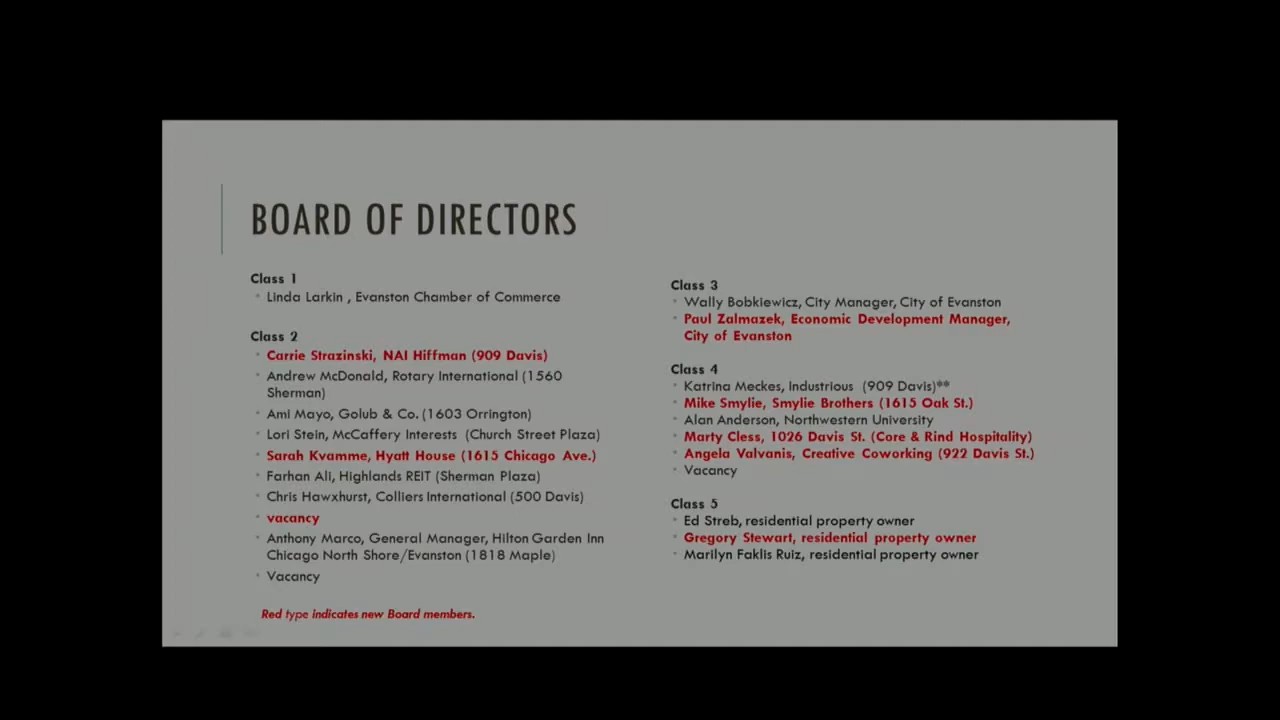 BOARD OF DIRECTORS
Class 1
Linda Larkin , Evanston Chamber of Commerce
Class 2
Carrie Strazinski, NAI Hiffman (909 Davis)
Andrew McDonald, Rotary International (1560
Sherman)
Ami Mayo, Golub & Co. (1603 Orrington)
Lori Stein, McCaffery Interests (Church Street Plaza)
Sarah Kvamme, Hyatt House (1615 Chicago Ave.)
Farhan Ali, Highlands REIT (Sherman Plaza)
Chris Hawxhurst, Colliers International (500 Davis)
vacancy
Anthony Marco, General Manager, Hilton Garden Inn
Chicago North Shore/Evanston (1818 Maple)
Vacancy
Red type indicates new Board members.
Class 3
Wally Bobkiewicz, City Manager, City of Evanston
Paul Zalmazek, Economic Development Manager,
City of Evanston
Class 4
Katrina Meckes, Industrious (909 Davis)**
Mike Smylie, Smylie Brothers (1615 Oak St.)
Alan Anderson, Northwestern University
Marty Cless, 1026 Davis St. (Core & Rind Hospitality)
Angela Valvanis, Creative Coworking (922 Davis St.)
Vacancy
Class 5
Ed Streb, residential property owner
Gregory Stewart, residential property owner
Marilyn Faklis Ruiz, residential property owner